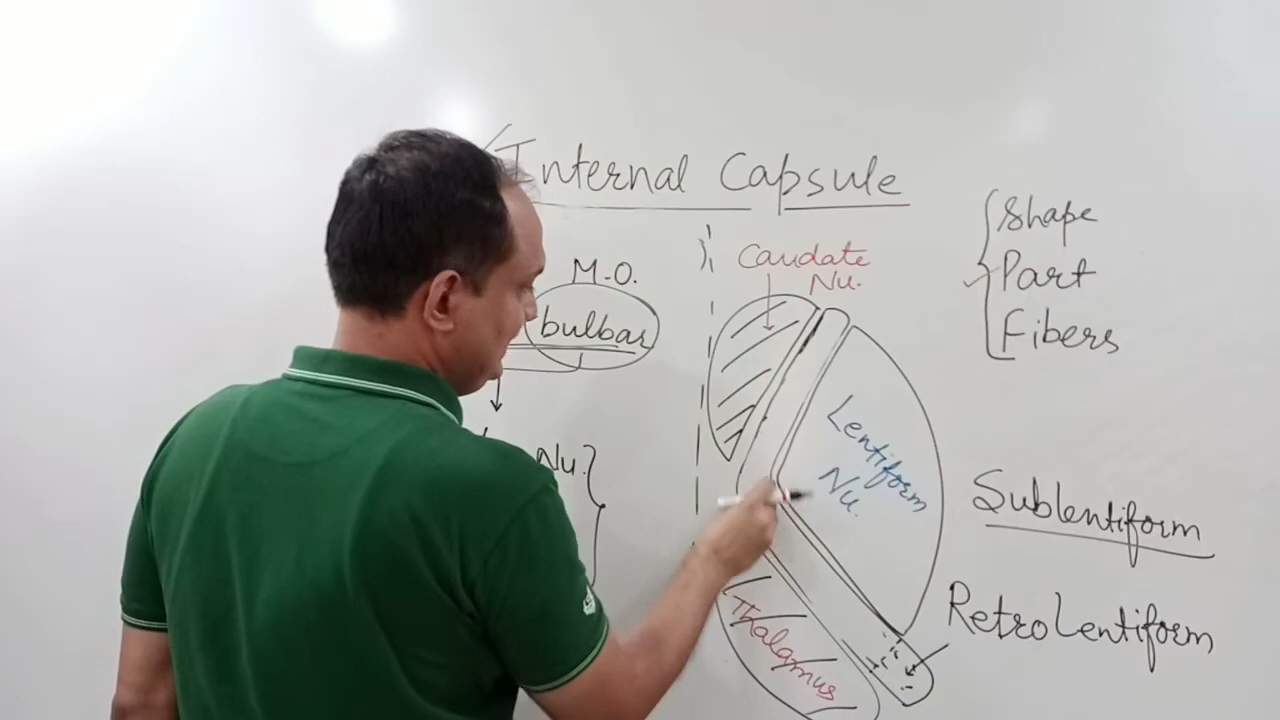 Internal Capsule
M.O.
bulbar
Nu.
Caudate
Nu.
Lentiform
Nu.
Thalamus
Shape
Part
Fibers
Sublentiform
RetroLentiform